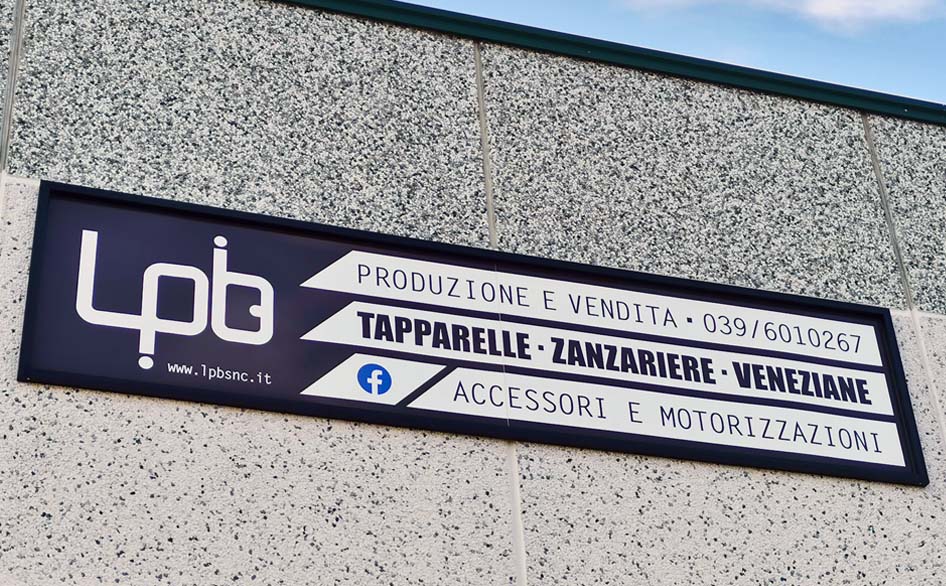 Lpb
www.lpbsnc.it
PRODUZIONE E VENDITA · 039/6010267
TAPPARELLE · ZANZARIERE · VENEZIANE
ACCESSORI E MOTORIZZAZIONI